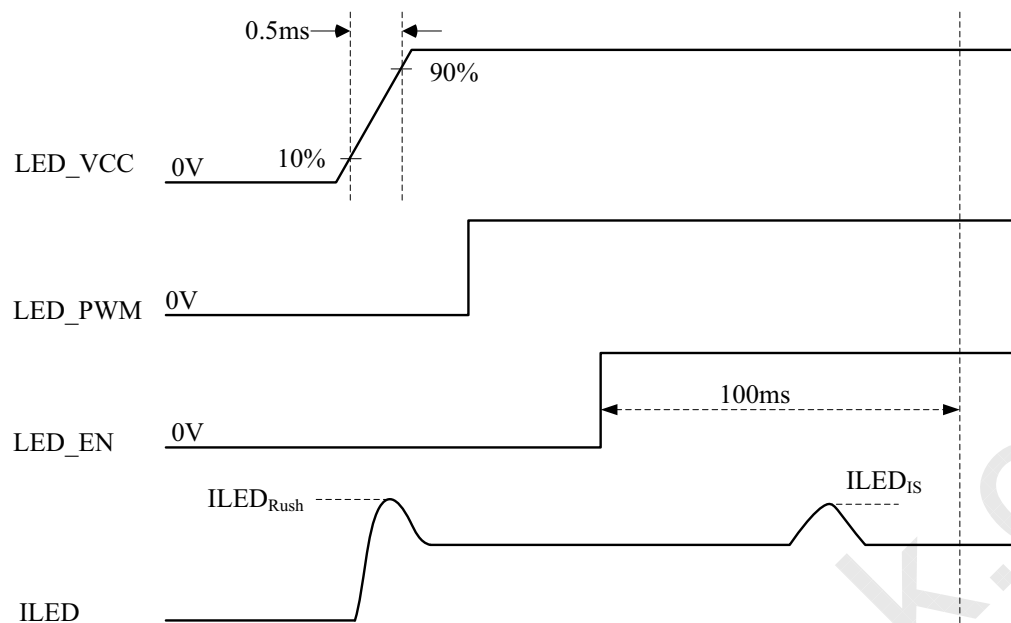 0.5ms
90%
10%
LED_VCC
0V
LED_PWM
0V
100ms
LED_EN
0V
ILED_Rush
ILED_IS
ILED